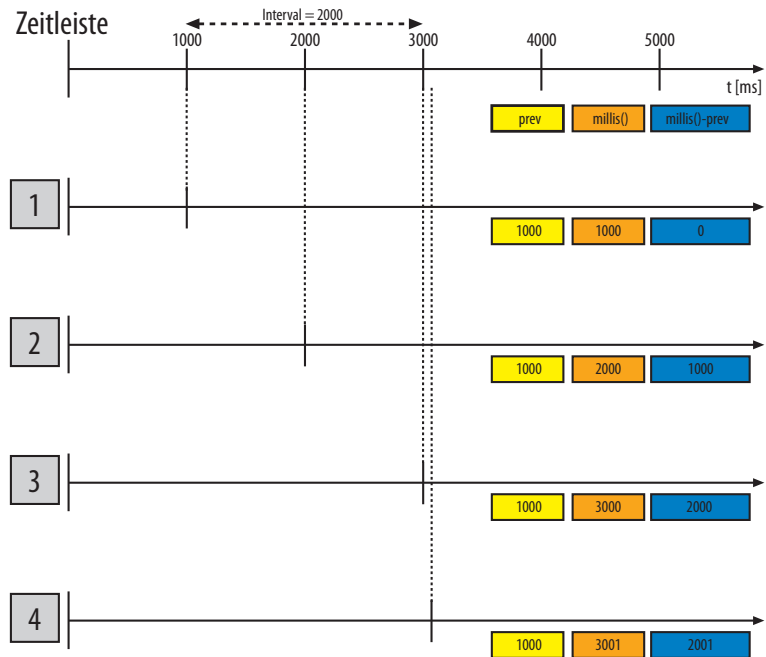 Zeitleiste
Interval = 2000
1000 2000 3000 4000 5000
t [ms]
prev millis() millis()-prev
1
1000 1000 0
2
1000 2000 1000
3
1000 3000 2000
4
1000 3001 2001